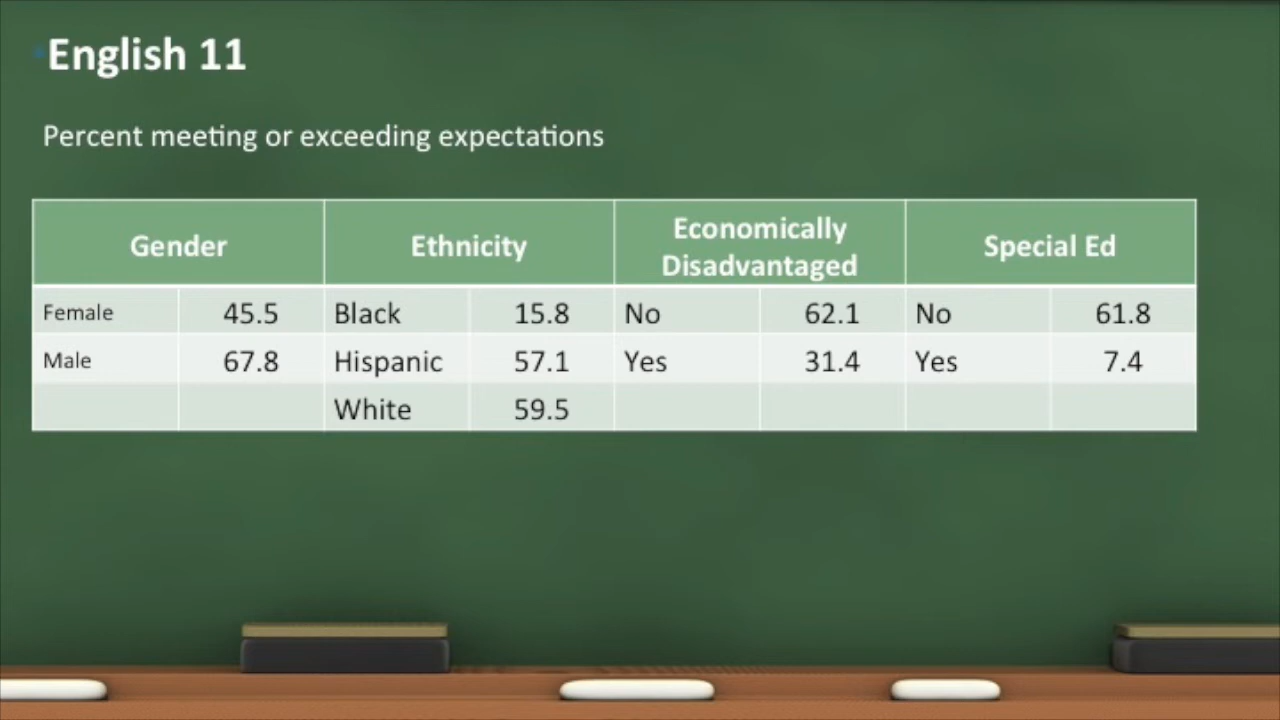 English 11
Percent meeting or exceeding expectations
Gender Ethnicity Economically Disadvantaged Special Ed
Female 45.5 Black 15.8 No 62.1 No 61.8
Male 67.8 Hispanic 57.1 Yes 31.4 Yes 7.4
White 59.5